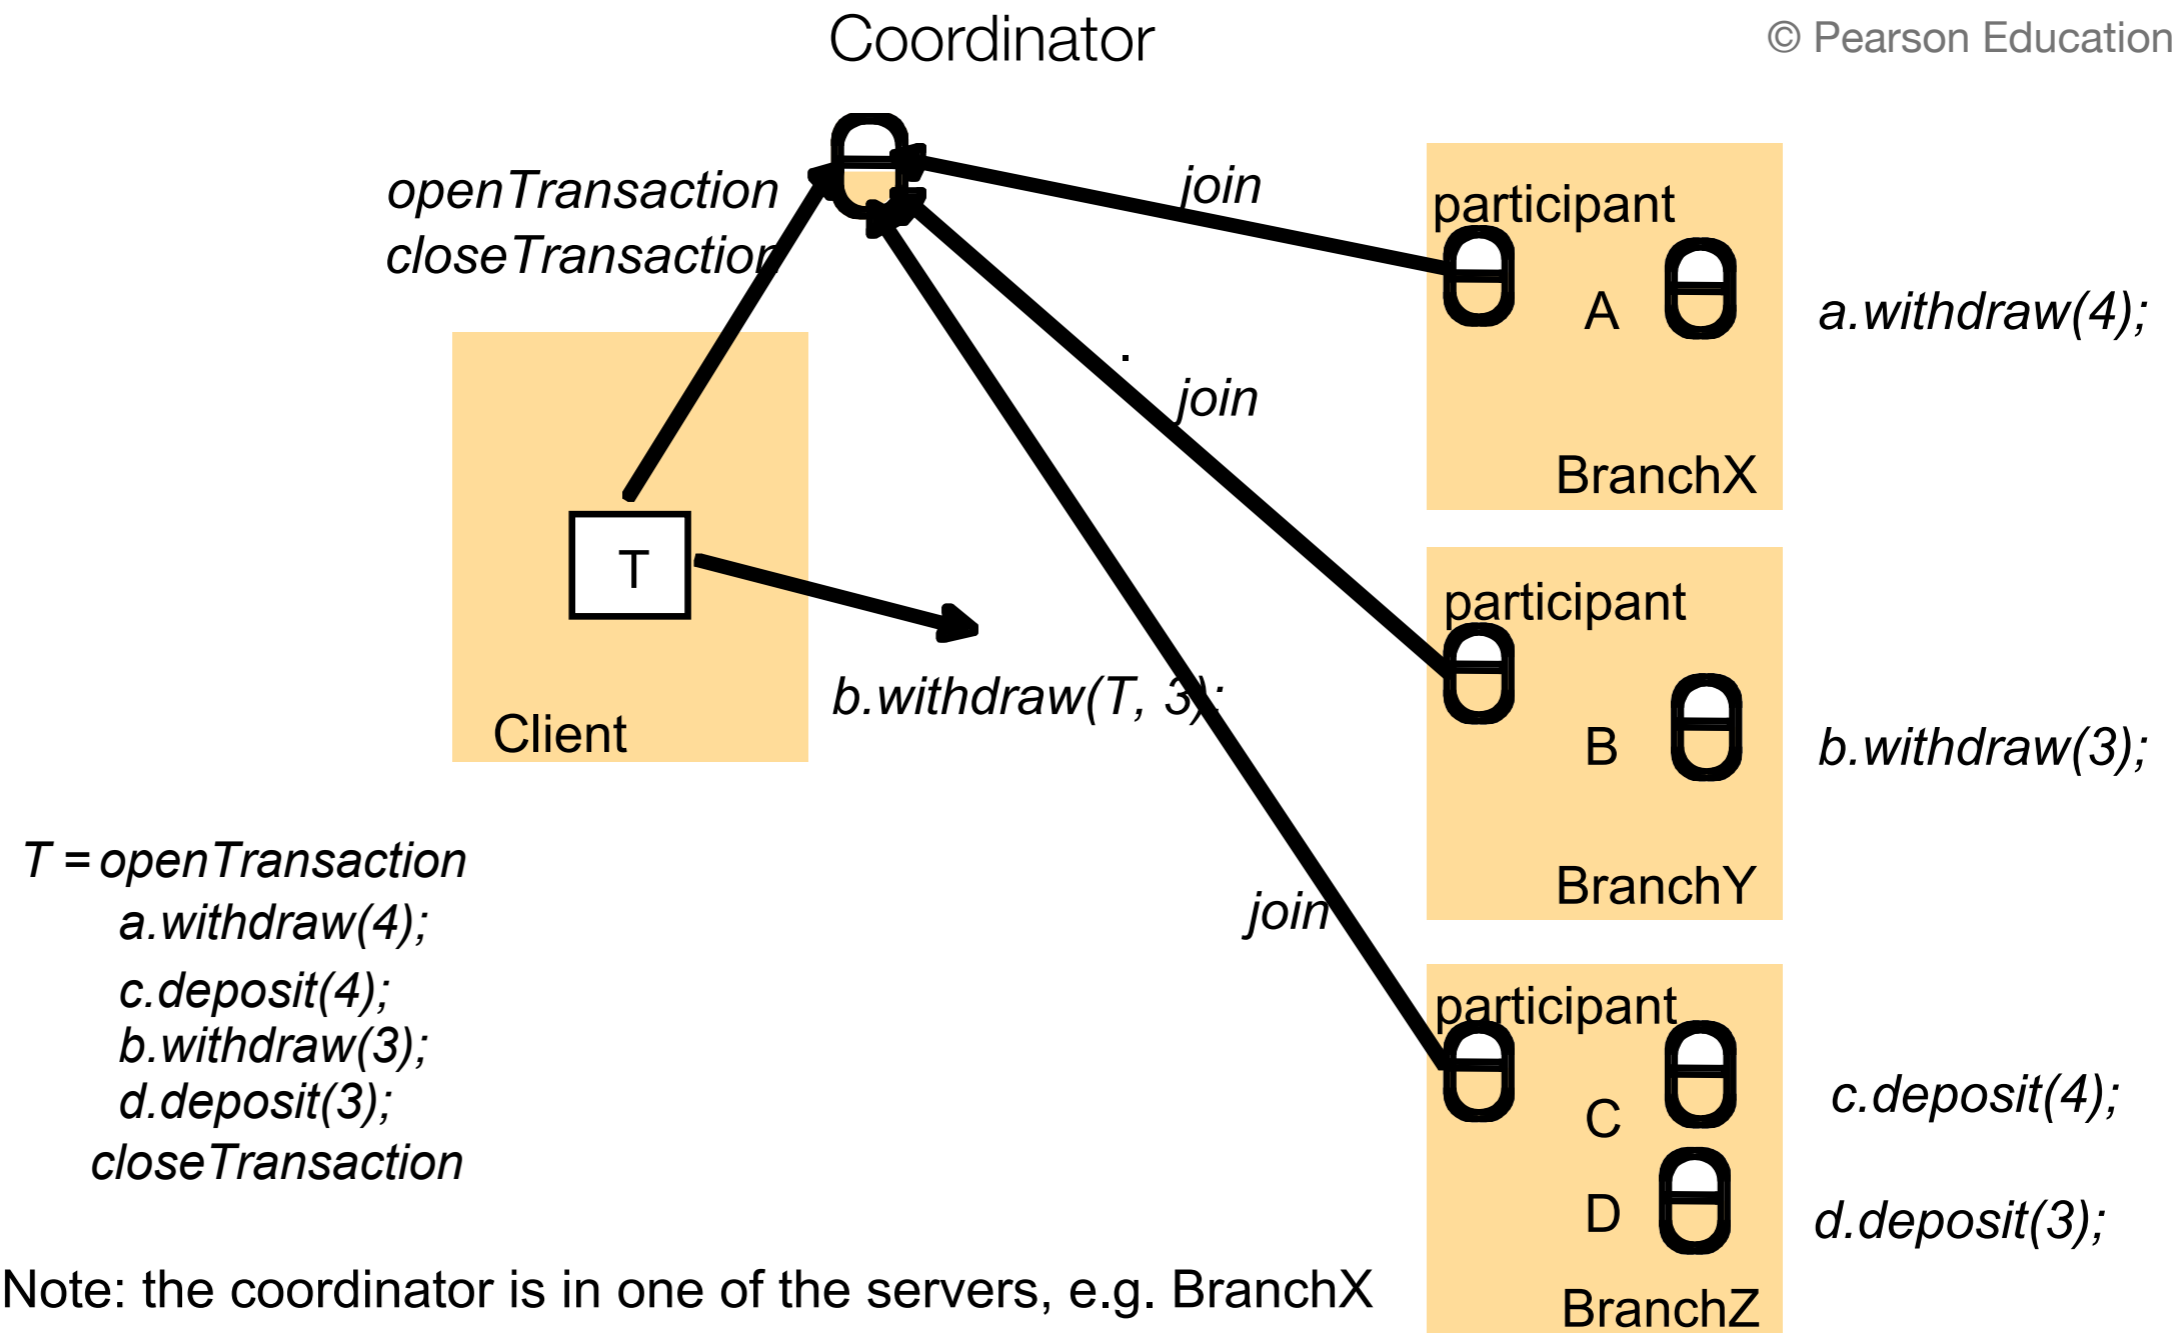 Coordinator
© Pearson Education
openTransaction
closeTransaction
join
participant
A
a.withdraw(4);
BranchX
.
join
T
Client
b.withdraw(T, 3);
participant
B
b.withdraw(3);
BranchY
join
participant
C
c.deposit(4);
D
d.deposit(3);
BranchZ
T = openTransaction
a.withdraw(4);
c.deposit(4);
b.withdraw(3);
d.deposit(3);
closeTransaction
Note: the coordinator is in one of the servers, e.g. BranchX